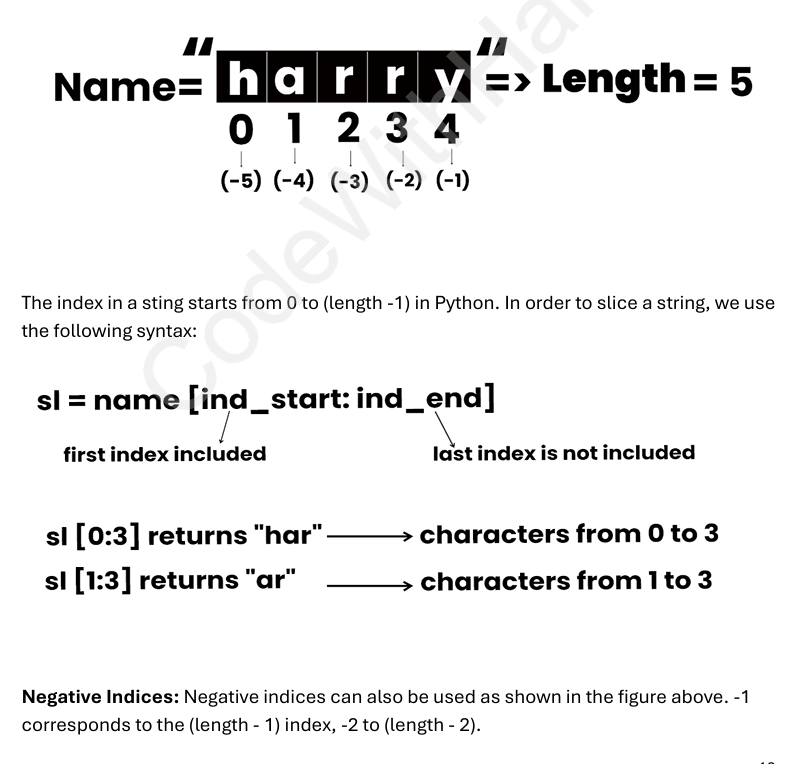 Name= “harry” => Length = 5
0 1 2 3 4
(-5) (-4) (-3) (-2) (-1)
CodeWithHar
The index in a sting starts from 0 to (length -1) in Python. In order to slice a string, we use
the following syntax:
sl = name [ind_start: ind_end]
first index included last index is not included
sl [0:3] returns "har" → characters from 0 to 3
sl [1:3] returns "ar" → characters from 1 to 3
Negative Indices: Negative indices can also be used as shown in the figure above. -1
corresponds to the (length - 1) index, -2 to (length - 2).